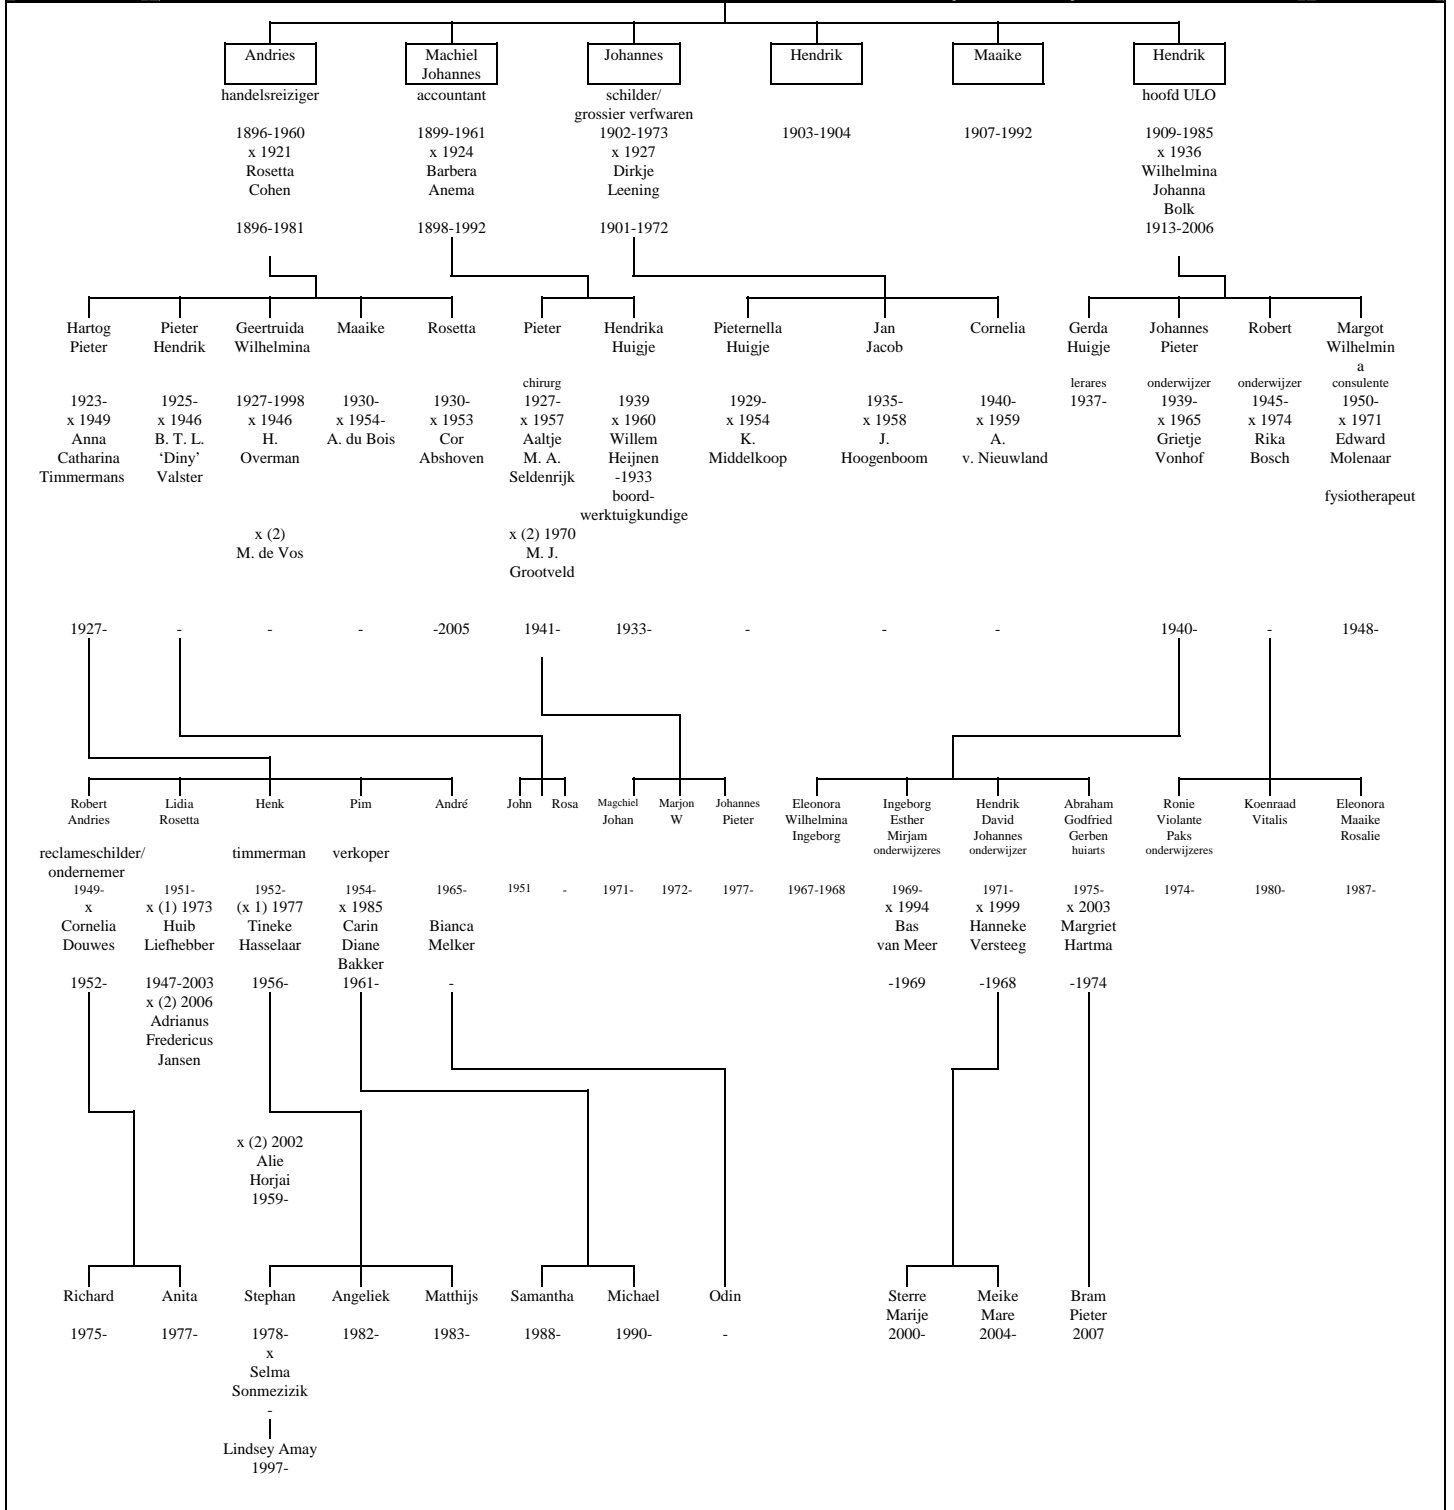 Andries
Machiel
Johannes
Johannes
Hendrik
Maaike
Hendrik
handelsreiziger
accountant
schilder/
grossier verfwaren
hoofd ULO
1896-1960
x 1921
Rosetta
Cohen
1896-1981
1899-1961
x 1924
Barbera
Anema
1898-1992
1902-1973
x 1927
Dirkje
Leening
1901-1972
1903-1904
1907-1992
1909-1985
x 1936
Wilhelmina
Johanna
Bolk
1913-2006
Hartog
Pieter
1923-
x 1949
Anna
Catharina
Timmermans
1927-
Pieter
Hendrik
1925-
x 1946
B. T. L.
‘Diny’
Valster
-
Geertruida
Wilhelmina
1927-1998
x 1946
H.
Overman
x (2)
M. de Vos
-
Maaike
1930-
x 1954-
A. du Bois
-
Rosetta
1930-
x 1953
Cor
Abshoven
-2005
Pieter
chirurg
1927-
x 1957
Aaltje
M. A.
Seldenrijk
x (2) 1970
M. J.
Grootveld
1941-
Hendrika
Huigje
1939
x 1960
Willem
Heijnen
-1933
boord-
werktuigkundige
1933-
Pieternella
Huigje
1929-
x 1954
K.
Middelkoop
-
Jan
Jacob
1935-
x 1958
J.
Hoogenboom
-
Cornelia
1940-
x 1959
A.
v. Nieuwland
-
Gerda
Huigje
lerares
1937-
Johannes
Pieter
onderwijzer
1939-
x 1965
Grietje
Vonhof
1940-
Robert
onderwijzer
1945-
x 1974
Rika
Bosch
-
Margot
Wilhelmin
a
consulente
1950-
x 1971
Edward
Molenaar
fysiotherapeut
1948-
Robert
Andries
reclameschilder/
ondernemer
1949-
x
Cornelia
Douwes
1952-
Lidia
Rosetta
1951-
x (1) 1973
Huib
Liefhebber
1947-2003
x (2) 2006
Adrianus
Fredericus
Jansen
Henk
timmerman
1952-
(x 1) 1977
Tineke
Hasselaar
1956-
x (2) 2002
Alie
Horjai
1959-
Pim
verkoper
1954-
x 1985
Carin
Diane
Bakker
1961-
André
1965-
Bianca
Melker
-
John
1951
Rosa
-
Magchiel
Johan
1971-
Marjon
W
1972-
Johannes
Pieter
1977-
Eleonora
Wilhelmina
Ingeborg
1967-1968
Ingeborg
Esther
Mirjam
onderwijzeres
1969-
x 1994
Bas
van Meer
-1969
Hendrik
David
Johannes
onderwijzer
1971-
x 1999
Hanneke
Versteeg
-1968
Abraham
Godfried
Gerben
huiarts
1975-
x 2003
Margriet
Hartma
-1974
Ronie
Violante
Paks
onderwijzeres
1974-
Koenraad
Vitalis
1980-
Eleonora
Maaike
Rosalie
1987-
Richard
1975-
Anita
1977-
Stephan
1978-
x
Selma
Sonmezizik
-
Lindsey Amay
1997-
Angeliek
1982-
Matthijs
1983-
Samantha
1988-
Michael
1990-
Odin
-
Sterre
Marije
2000-
Meike
Mare
2004-
Bram
Pieter
2007